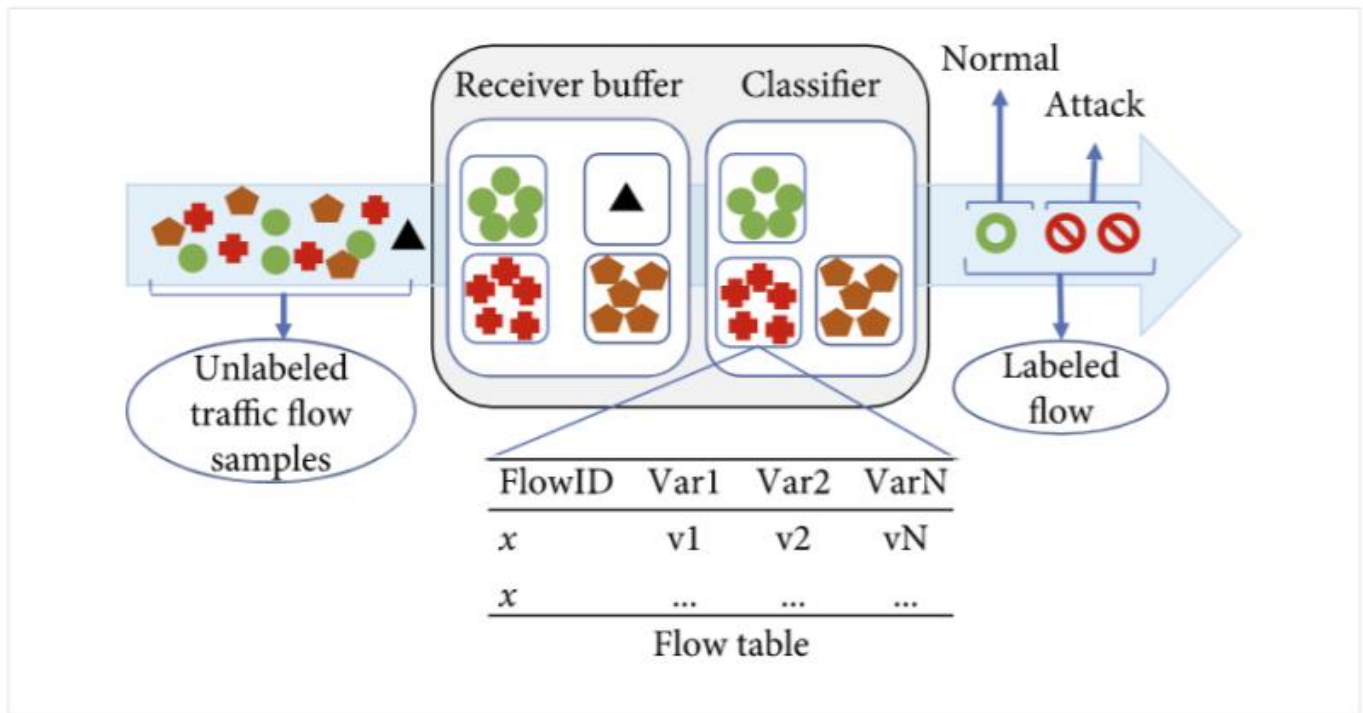 Receiver buffer
Classifier
Normal
Attack
Unlabeled
traffic flow
samples
Labeled
flow
FlowID Var1 Var2 VarN
x v1 v2 vN
x ... ... ...
Flow table